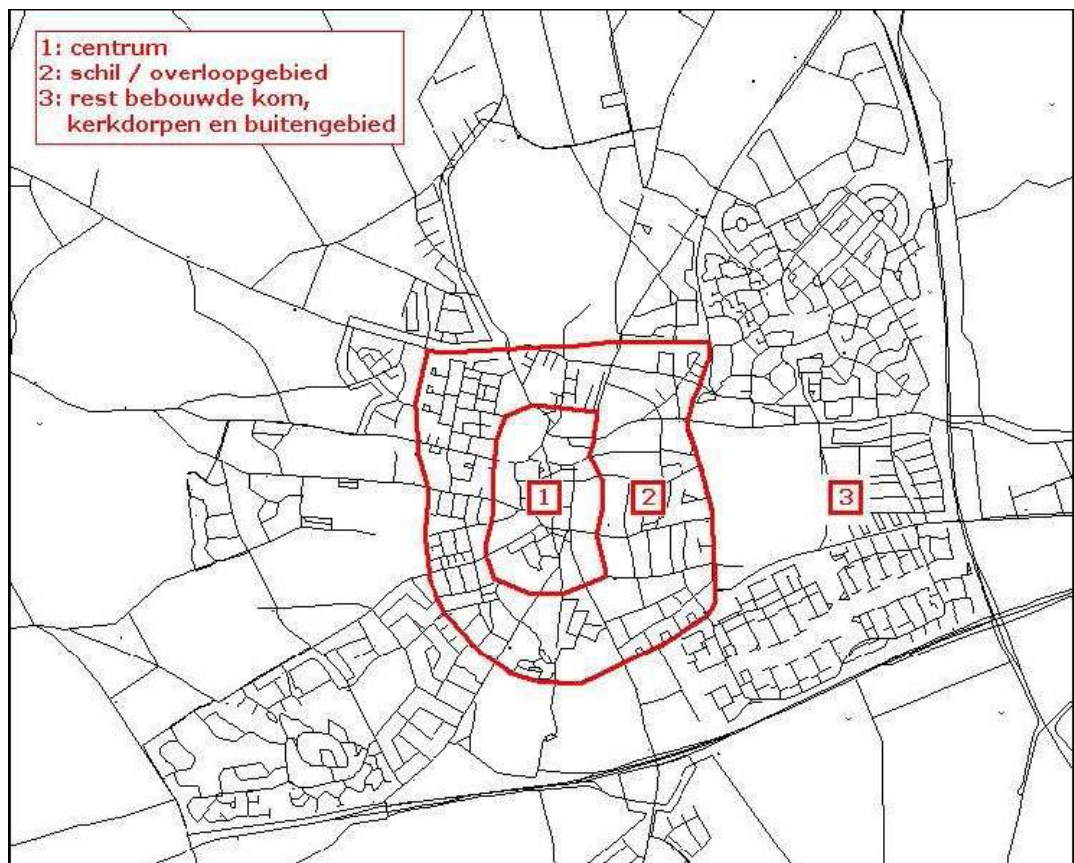 1: centrum
2: schil / overloopgebied
3: rest bebouwde kom,
kerkdorpen en buitengebied
1
2
3